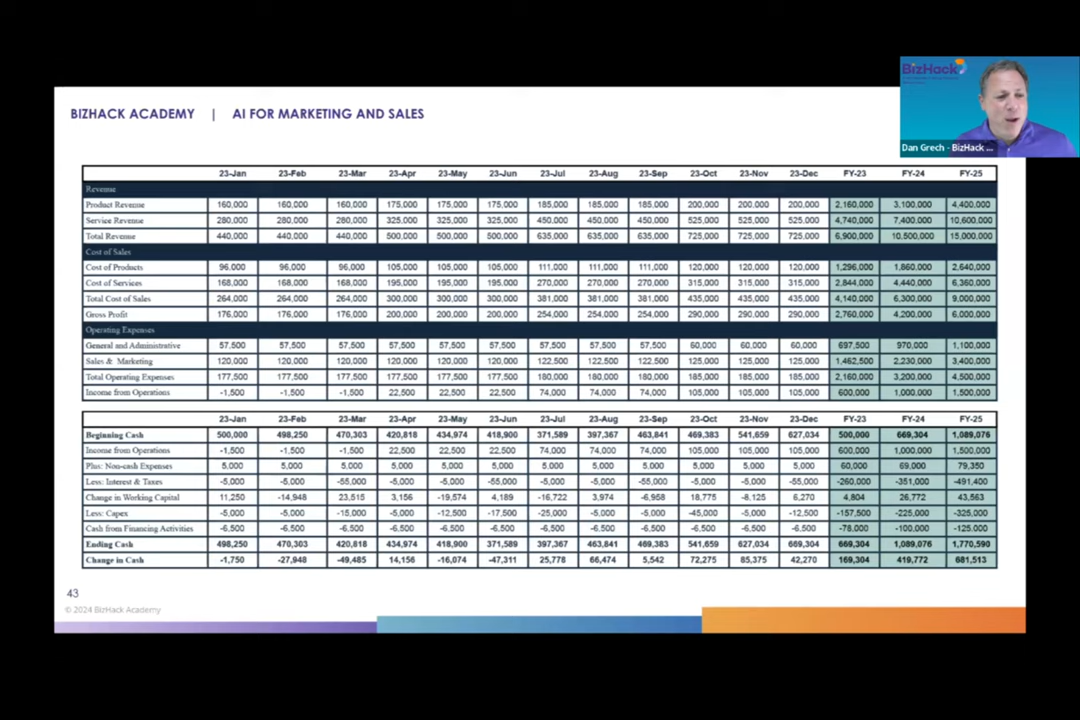 BizHack
BIZHACK ACADEMY | AI FOR MARKETING AND SALES
Dan Grech - BizHack ...
23-Jan 23-Feb 23-Mar 23-Apr 23-May 23-Jun 23-Jul 23-Aug 23-Sep 23-Oct 23-Nov 23-Dec FY-23 FY-24 FY-25
Revenue
Product Revenue 160,000 160,000 160,000 175,000 175,000 175,000 185,000 185,000 185,000 200,000 200,000 200,000 2,160,000 3,100,000 4,400,000
Service Revenue 280,000 280,000 280,000 325,000 325,000 325,000 450,000 450,000 450,000 525,000 525,000 525,000 4,740,000 7,400,000 10,600,000
Total Revenue 440,000 440,000 440,000 500,000 500,000 500,000 635,000 635,000 635,000 725,000 725,000 725,000 6,900,000 10,500,000 15,000,000
Cost of Sales
Cost of Products 96,000 96,000 96,000 105,000 105,000 105,000 111,000 111,000 111,000 120,000 120,000 120,000 1,296,000 1,860,000 2,640,000
Cost of Services 168,000 168,000 168,000 195,000 195,000 195,000 270,000 270,000 270,000 315,000 315,000 315,000 2,844,000 4,440,000 6,360,000
Total Cost of Sales 264,000 264,000 264,000 300,000 300,000 300,000 381,000 381,000 381,000 435,000 435,000 435,000 4,140,000 6,300,000 9,000,000
Gross Profit 176,000 176,000 176,000 200,000 200,000 200,000 254,000 254,000 254,000 290,000 290,000 290,000 2,760,000 4,200,000 6,000,000
Operating Expenses
General and Administrative 57,500 57,500 57,500 57,500 57,500 57,500 57,500 57,500 57,500 60,000 60,000 60,000 697,500 970,000 1,100,000
Sales & Marketing 120,000 120,000 120,000 120,000 120,000 120,000 122,500 122,500 122,500 125,000 125,000 125,000 1,462,500 2,230,000 3,400,000
Total Operating Expenses 177,500 177,500 177,500 177,500 177,500 177,500 180,000 180,000 180,000 185,000 185,000 185,000 2,160,000 3,200,000 4,500,000
Income from Operations -1,500 -1,500 -1,500 22,500 22,500 22,500 74,000 74,000 74,000 105,000 105,000 105,000 600,000 1,000,000 1,500,000
23-Jan 23-Feb 23-Mar 23-Apr 23-May 23-Jun 23-Jul 23-Aug 23-Sep 23-Oct 23-Nov 23-Dec FY-23 FY-24 FY-25
Beginning Cash 500,000 498,250 470,303 420,818 434,974 418,900 371,589 397,367 463,841 469,383 541,659 627,034 500,000 669,304 1,089,076
Income from Operations -1,500 -1,500 -1,500 22,500 22,500 22,500 74,000 74,000 74,000 105,000 105,000 105,000 600,000 1,000,000 1,500,000
Plus: Non-cash Expenses 5,000 5,000 5,000 5,000 5,000 5,000 5,000 5,000 5,000 5,000 5,000 5,000 60,000 69,000 79,350
Less: Interest & Taxes -5,000 -5,000 -55,000 -5,000 -5,000 -55,000 -5,000 -5,000 -55,000 -5,000 -5,000 -55,000 -260,000 -351,000 -491,400
Change in Working Capital 11,250 -14,948 23,515 3,156 -19,574 4,189 -16,722 3,974 -6,958 18,775 -8,125 6,270 4,804 26,772 43,563
Less: Capex -5,000 -5,000 -15,000 -5,000 -12,500 -17,500 -25,000 -5,000 -5,000 -45,000 -5,000 -12,500 -157,500 -225,000 -325,000
Cash from Financing Activities -6,500 -6,500 -6,500 -6,500 -6,500 -6,500 -6,500 -6,500 -6,500 -6,500 -6,500 -6,500 -78,000 -100,000 -125,000
Ending Cash 498,250 470,303 420,818 434,974 418,900 371,589 397,367 463,841 469,383 541,659 627,034 669,304 669,304 1,089,076 1,770,590
Change in Cash -1,750 -27,948 -49,485 14,156 -16,074 -47,311 25,778 66,474 5,542 72,275 85,375 42,270 169,304 419,772 681,513
43
© 2024 BizHack Academy